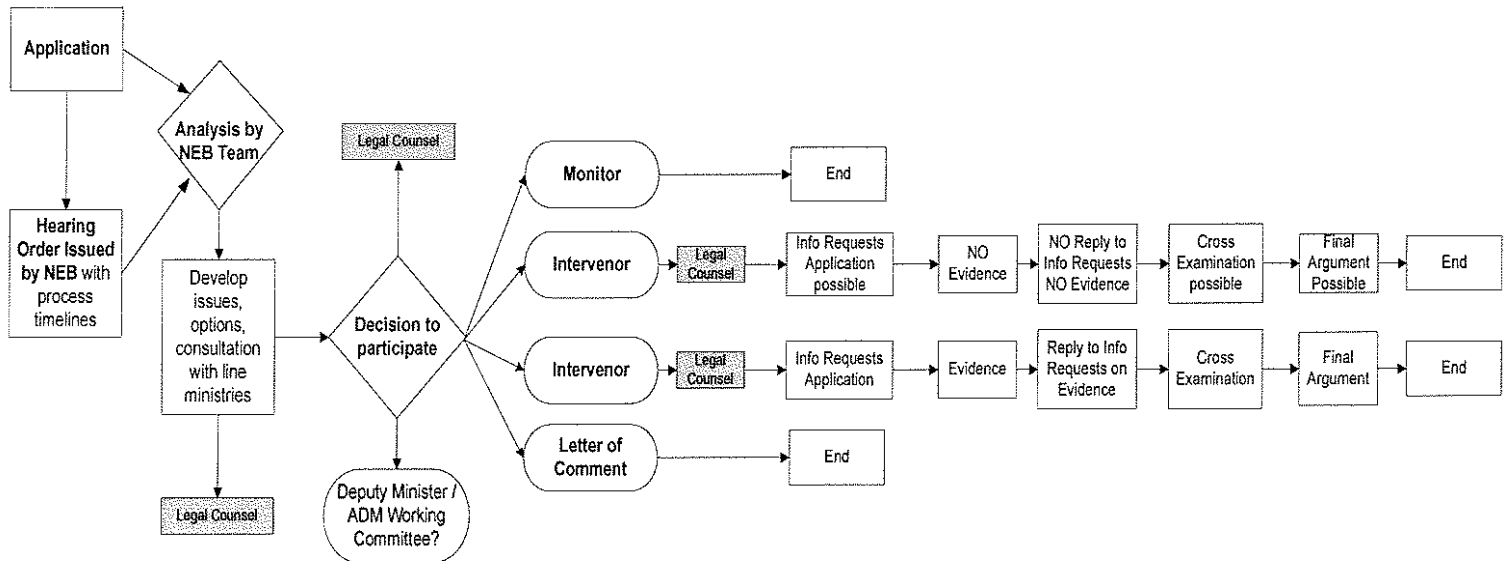 Application
Analysis by
NEB Team
Hearing
Order Issued
by NEB with
process
timelines
Develop
issues,
options,
consultation
with line
ministries
Legal Counsel
Legal Counsel
Decision to
participate
Deputy Minister /
ADM Working
Committee?
Monitor
End
Intervenor
Legal
Counsel
Info Requests
Application
possible
NO
Evidence
NO Reply to
Info Requests
NO Evidence
Cross
Examination
possible
Final
Argument
Possible
End
Intervenor
Legal
Counsel
Info Requests
Application
Evidence
Reply to Info
Requests on
Evidence
Cross
Examination
Final
Argument
End
Letter of
Comment
End